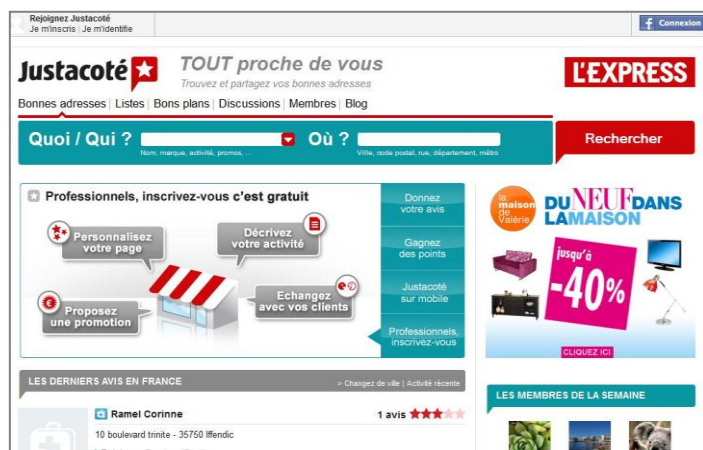 Rejoignez Justacoté
Je m'inscris | Je m'identifie
Connexion
Justacoté
TOUT proche de vous
Trouvez et partagez vos bonnes adresses
L'EXPRESS
Bonnes adresses | Listes | Bons plans | Discussions | Membres | Blog
Quoi / Qui ?
Où ?
Rechercher
Nom, marque, activité, promos, ...
Ville, code postal, rue, département, métro
Professionnels, inscrivez-vous c'est gratuit
Personnalisez
votre page
Décrivez
votre activité
Proposez
une promotion
Echangez
avec vos clients
Donnez
votre avis
Gagnez
des points
Justacoté
sur mobile
Professionnels,
inscrivez-vous
la
maison
de
Valérie
DU NEUF DANS
LA MAISON
jusqu'à
-40%
CLIQUEZ ICI
LES DERNIERS AVIS EN FRANCE
> Changez de ville | Activité récente
Ramel Corinne
1 avis
10 boulevard trinite - 35750 Iffendic
LES MEMBRES DE LA SEMAINE